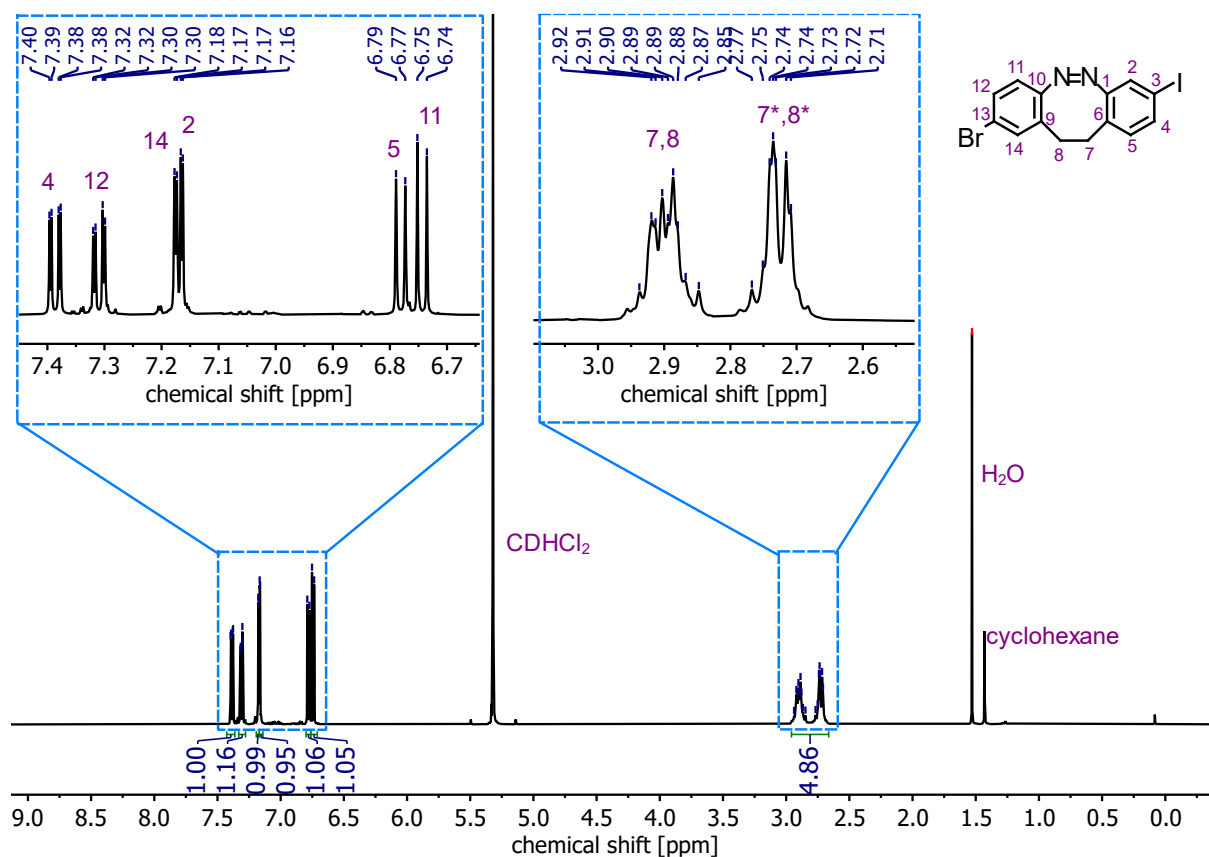 7.40 7.39 7.38 7.38 7.32 7.32 7.30 7.30 7.18 7.17 7.17 7.16 6.79 6.77 6.75 6.74
2.92 2.91 2.90 2.89 2.89 2.88 2.87 2.85 2.77 2.75 2.74 2.74 2.73 2.72 2.71
4
12
14
2
5
11
7.4 7.3 7.2 7.1 7.0 6.9 6.8 6.7
chemical shift [ppm]
7,8
7*,8*
3.0 2.9 2.8 2.7 2.6
chemical shift [ppm]
11 10 N=N 1 2
12 3 I
13 9 6 4
Br 14 8 7 5
CDHCl₂
H₂O
cyclohexane
1.00 1.16 0.99 0.95 1.06 1.05 4.86
9.0 8.5 8.0 7.5 7.0 6.5 6.0 5.5 5.0 4.5 4.0 3.5 3.0 2.5 2.0 1.5 1.0 0.5 0.0
chemical shift [ppm]